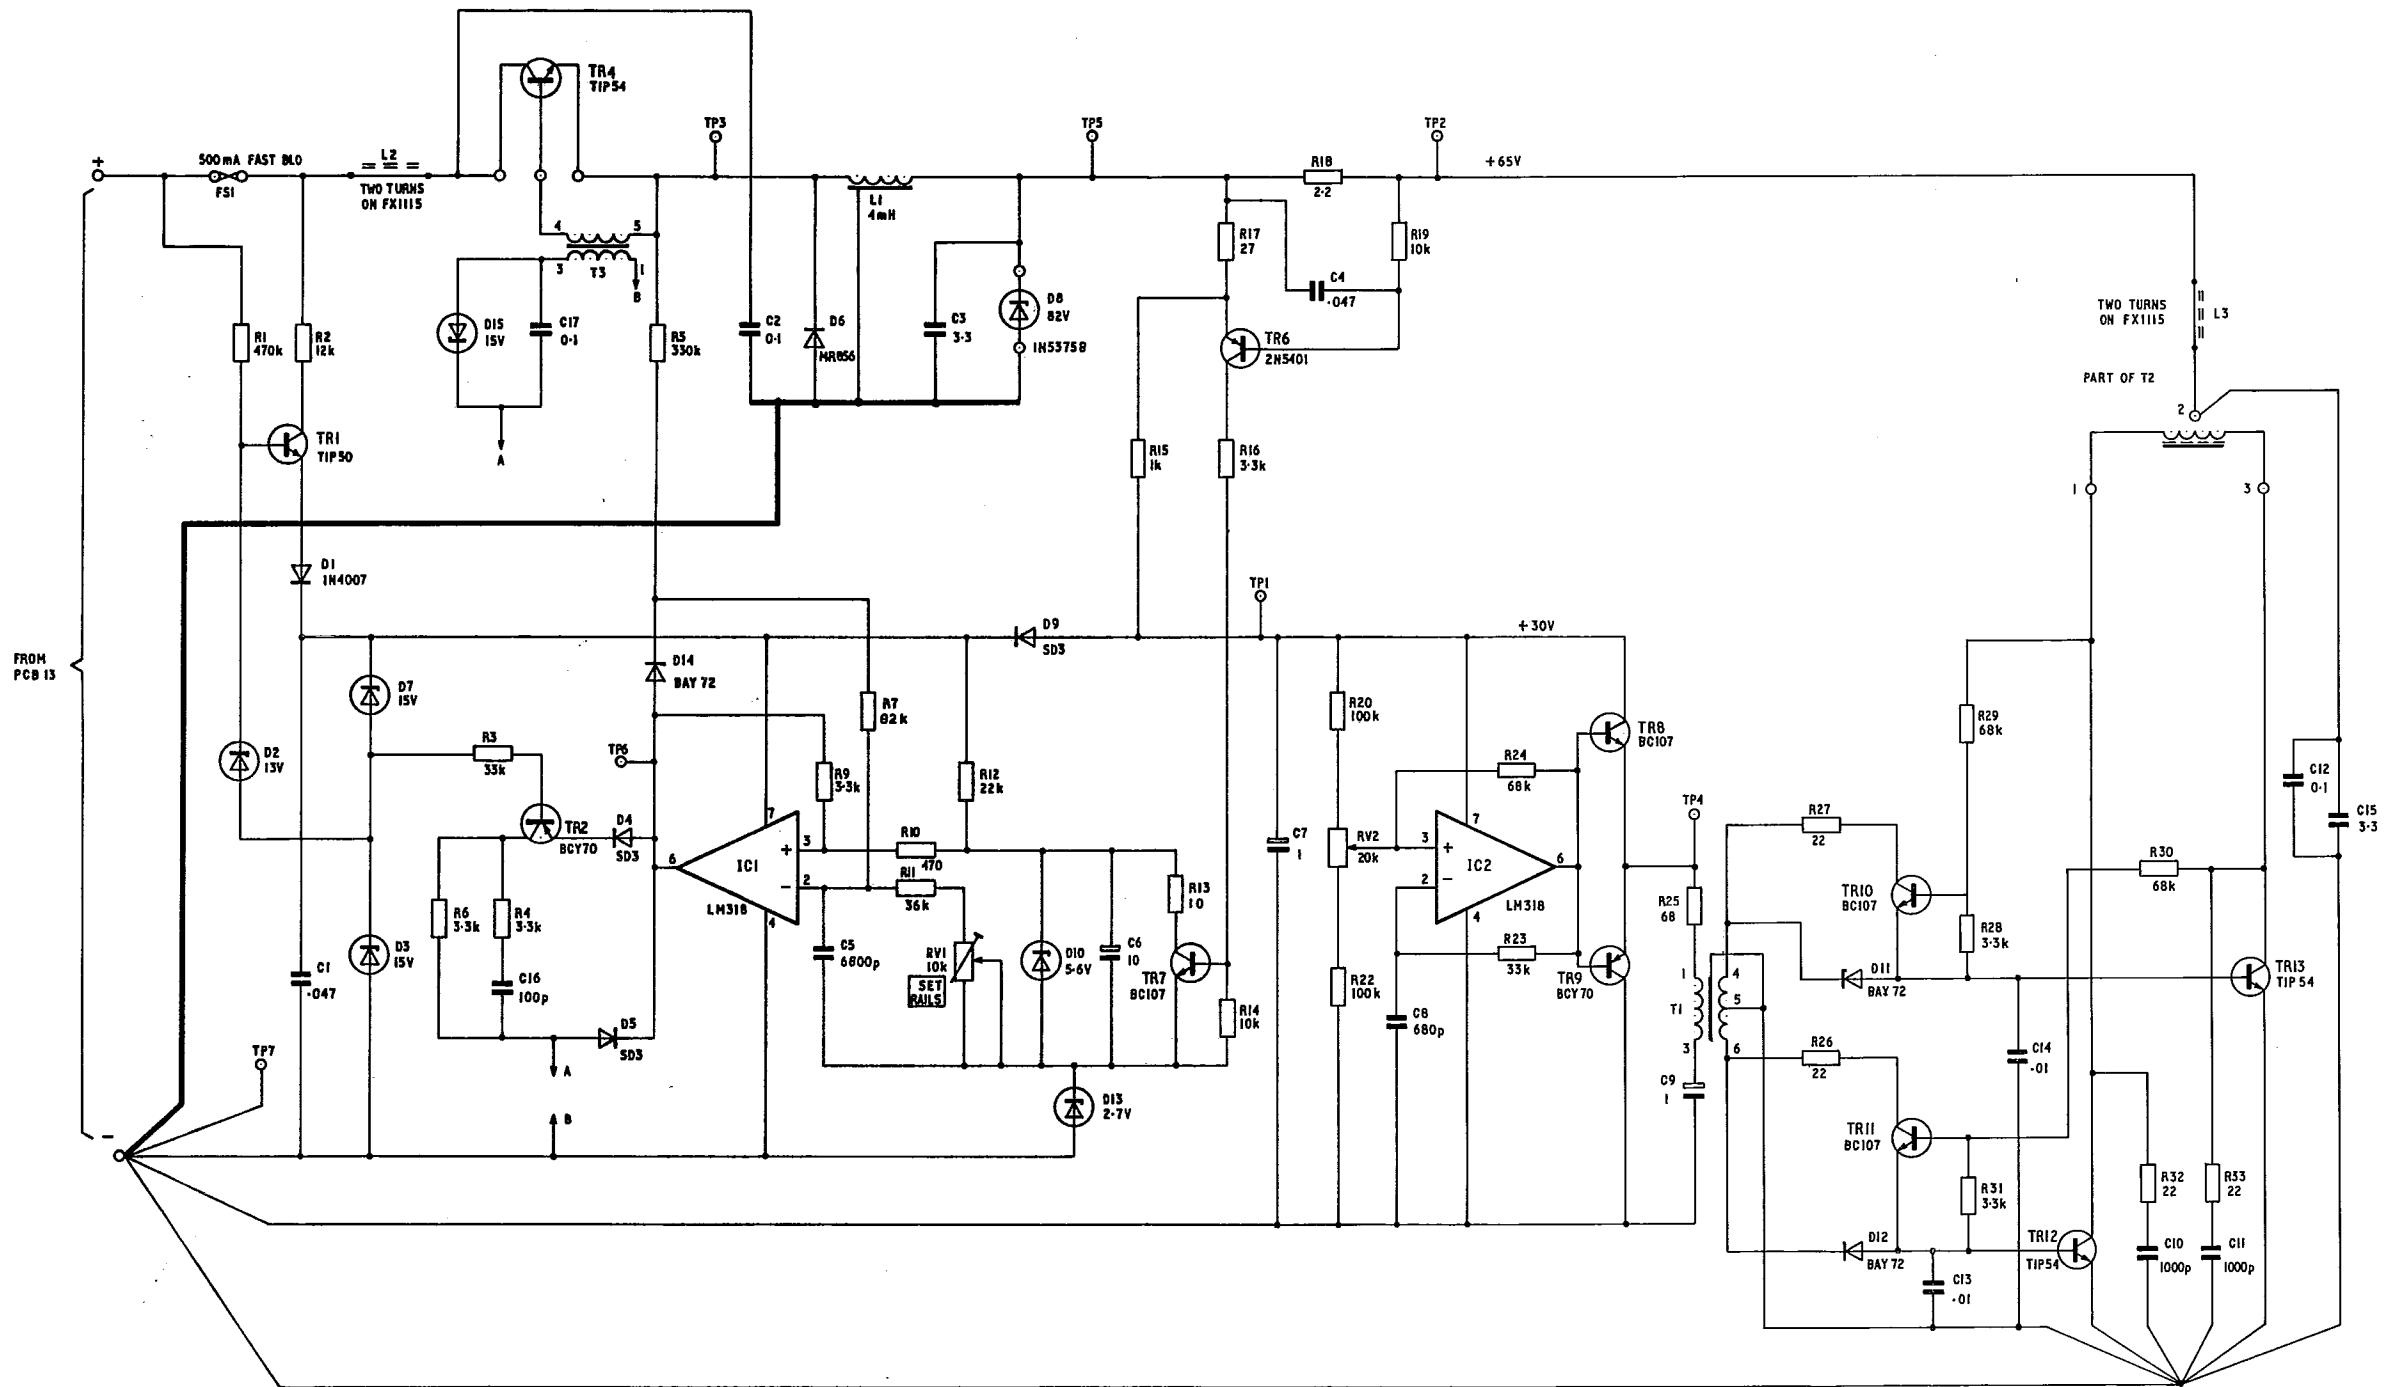 TR4
TIP54
TP3
TP5
TP2
+
500mA FAST BLO
FS1
L2
TWO TURNS
ON FX1115
L1
4mH
R18
2·2
+65V
4
5
3
T3
1
B
R17
27
R19
10k
C4
·047
TWO TURNS
ON FX1115
L3
R1
470k
R2
12k
D15
15V
C17
0·1
R5
330k
C2
0·1
D6
MR856
C3
3·3
D8
82V
1N5375B
TR6
2N5401
PART OF T2
2
TR1
TIP50
A
R15
1k
R16
3·3k
1
3
D1
1N4007
TP1
D9
SD3
+30V
FROM
PCB 13
D7
15V
D14
BAY 72
R7
82k
R20
100k
TR8
BC107
R29
68k
D2
13V
R3
33k
TP6
R9
3·3k
R12
22k
R24
68k
C12
0·1
C15
3·3
TP4
TR2
BCY70
D4
SD3
6
7
+
3
IC1
−
2
LM318
4
R10
470
R11
36k
C7
1
RV2
20k
3
+
7
IC2
6
2
−
LM318
4
R27
22
R30
68k
R13
10
R25
68
TR10
BC107
R6
3·3k
R4
3·3k
D3
15V
C5
6800p
RV1
10k
SET
RAILS
D10
5·6V
C6
10
TR7
BC107
R22
100k
R23
33k
TR9
BCY70
R28
3·3k
C1
·047
C16
100p
D11
BAY 72
TR13
TIP 54
1
4
T1
5
3
6
R14
10k
C8
680p
D5
SD3
TP7
R26
22
C14
·01
A
C9
1
D13
2·7V
B
−
TR11
BC107
R31
3·3k
R32
22
R33
22
D12
BAY 72
TR12
TIP54
C10
1000p
C11
1000p
C13
·01